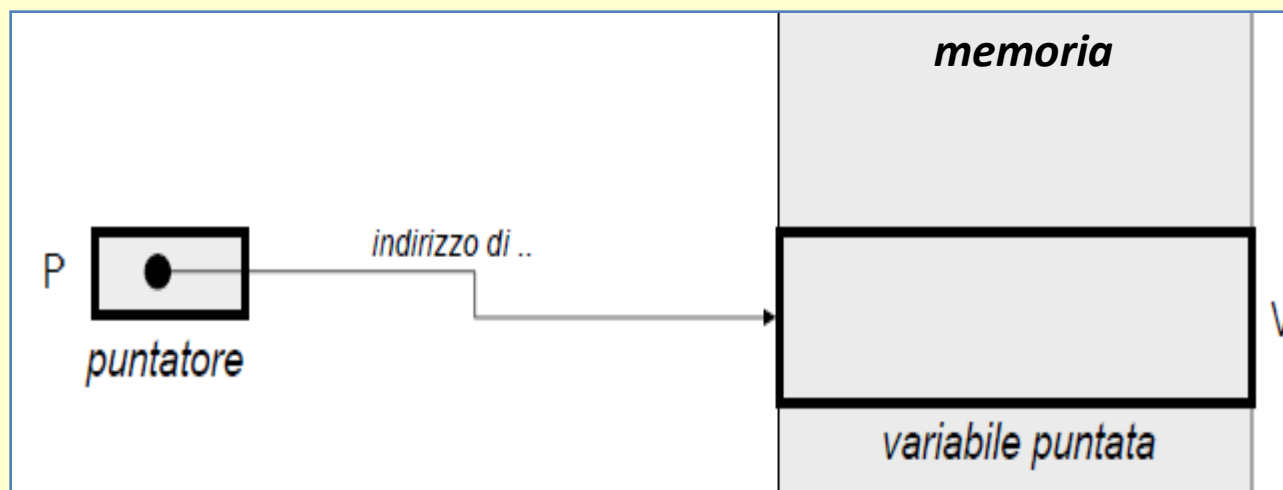 memoria
indirizzo di ..
P
puntatore
V
variabile puntata